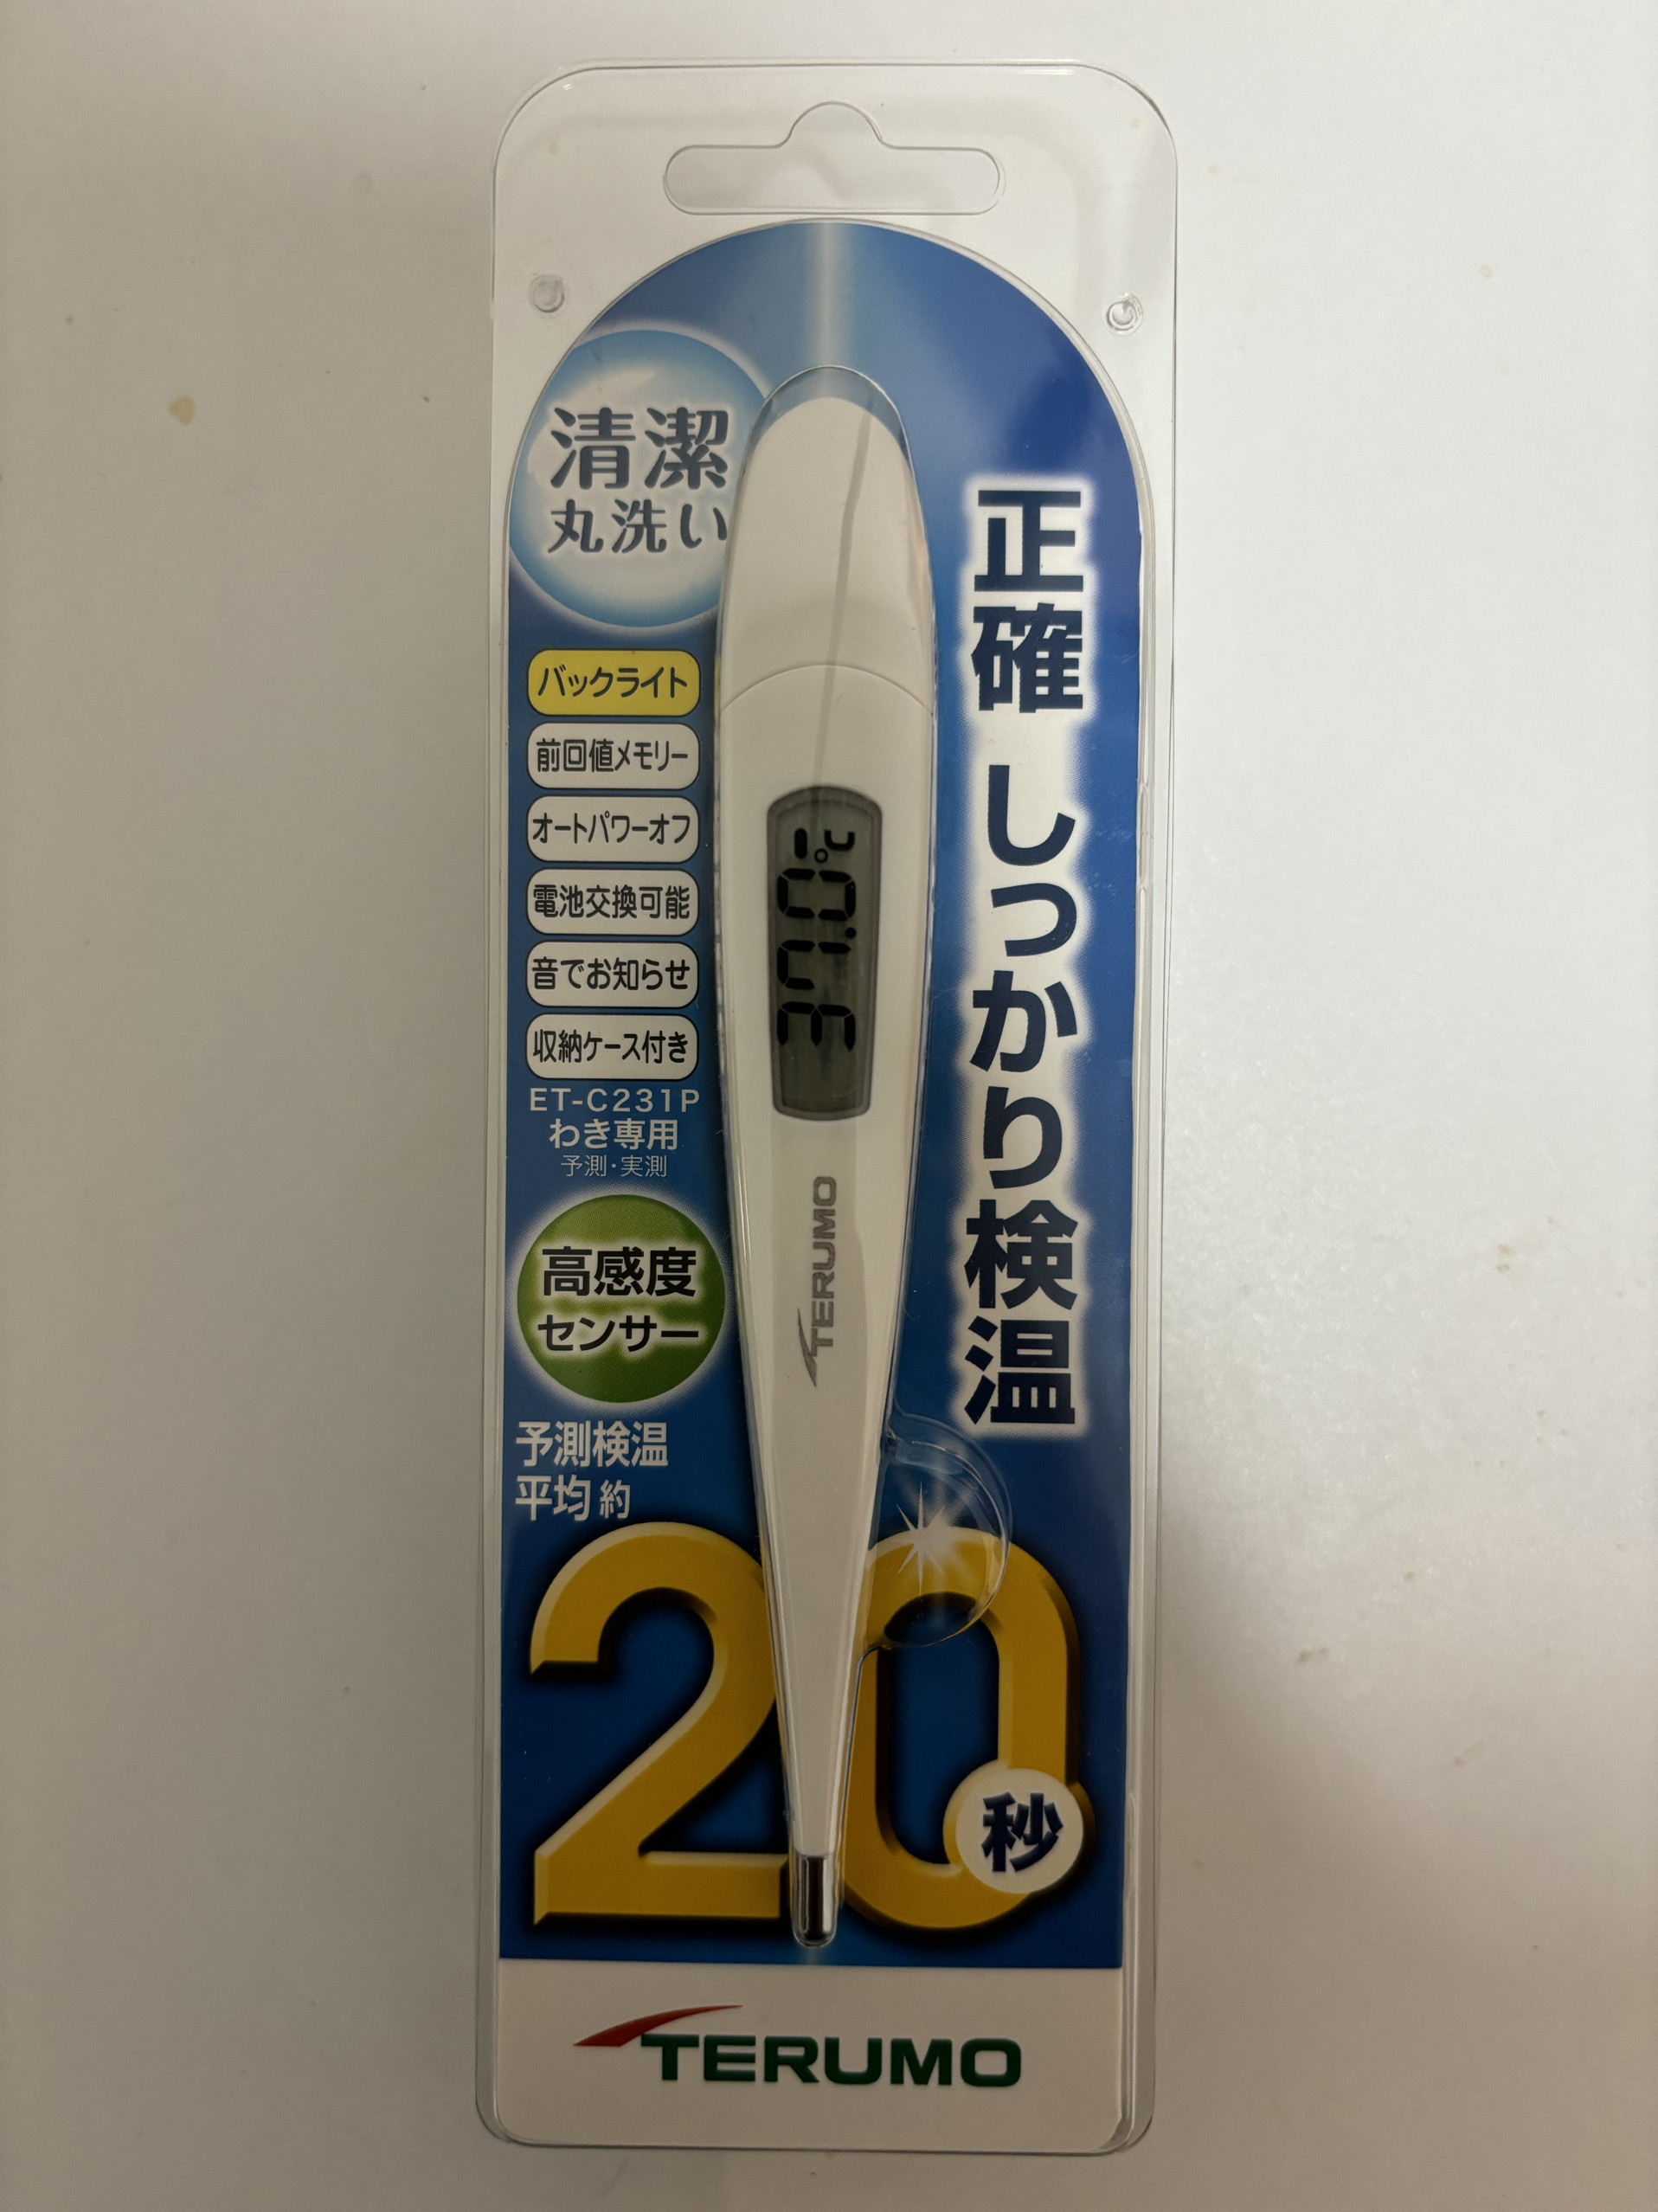 清潔
丸洗い
バックライト
前回値メモリー
オートパワーオフ
電池交換可能
音でお知らせ
収納ケース付き
ET-C231P
わき専用
予測・実測
高感度
センサー
予測検温
平均 約
20
秒
正確 しっかり検温
37.0℃
TERUMO
TERUMO